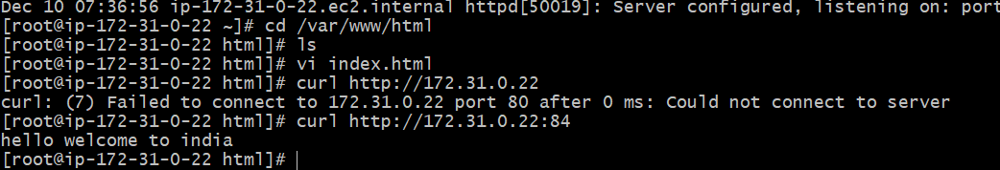 Dec 10 07:36:56 ip-172-31-0-22.ec2.internal httpd[50019]: Server configured, listening on: port
[root@ip-172-31-0-22 ~]# cd /var/www/html
[root@ip-172-31-0-22 html]# ls
[root@ip-172-31-0-22 html]# vi index.html
[root@ip-172-31-0-22 html]# curl http://172.31.0.22
curl: (7) Failed to connect to 172.31.0.22 port 80 after 0 ms: Could not connect to server
[root@ip-172-31-0-22 html]# curl http://172.31.0.22:84
hello welcome to india
[root@ip-172-31-0-22 html]#